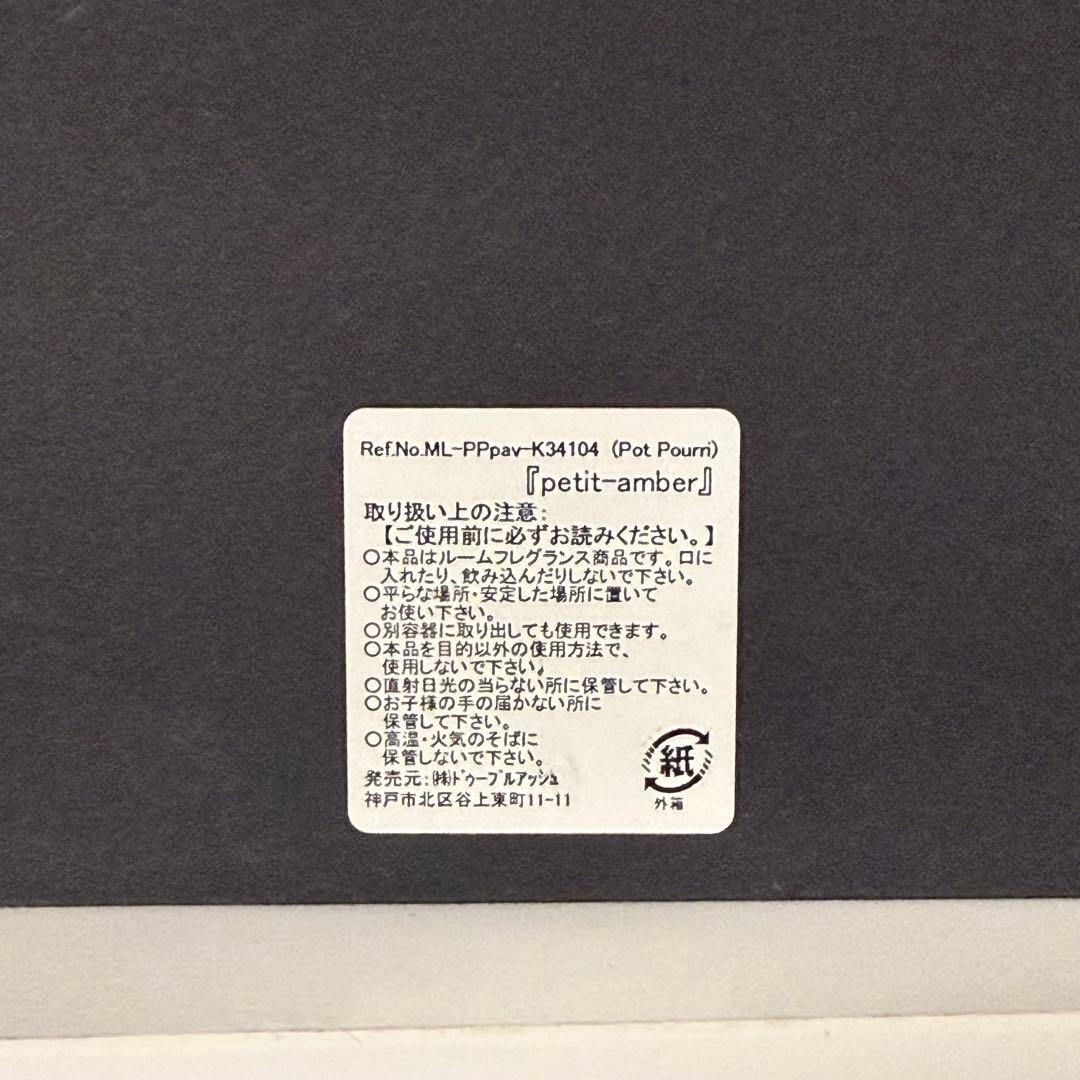 Ref.No.ML-PPpav-K34104 (Pot Pourri)
『petit-amber』
取り扱い上の注意:
【ご使用前に必ずお読みください。】
○本品はルームフレグランス商品です。口に
入れたり、飲み込んだりしないで下さい。
○平らな場所・安定した場所に置いて
お使い下さい。
○別容器に取り出しても使用できます。
○本品を目的以外の使用方法で、
使用しないで下さい。
○直射日光の当らない所に保管して下さい。
○お子様の手の届かない所に
保管して下さい。
○高温・火気のそばに
保管しないで下さい。
発売元:㈱ドゥーブルアッシュ
神戸市北区谷上東町11-11
紙
外箱